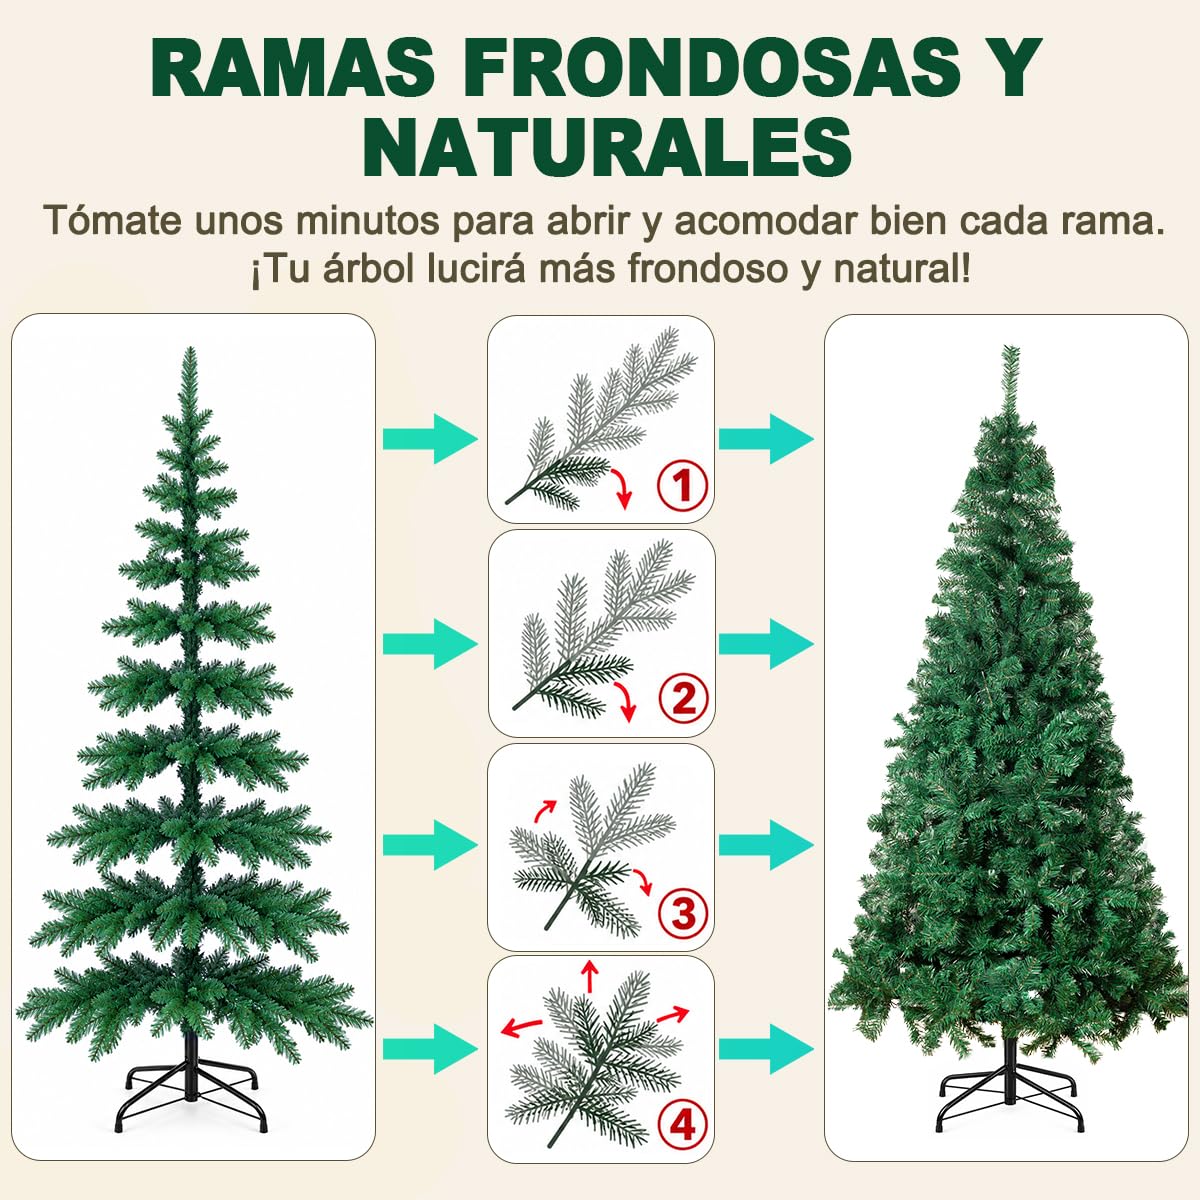 RAMAS FRONDOSAS Y
NATURALES
Tómate unos minutos para abrir y acomodar bien cada rama.
¡Tu árbol lucirá más frondoso y natural!
1
2
3
4